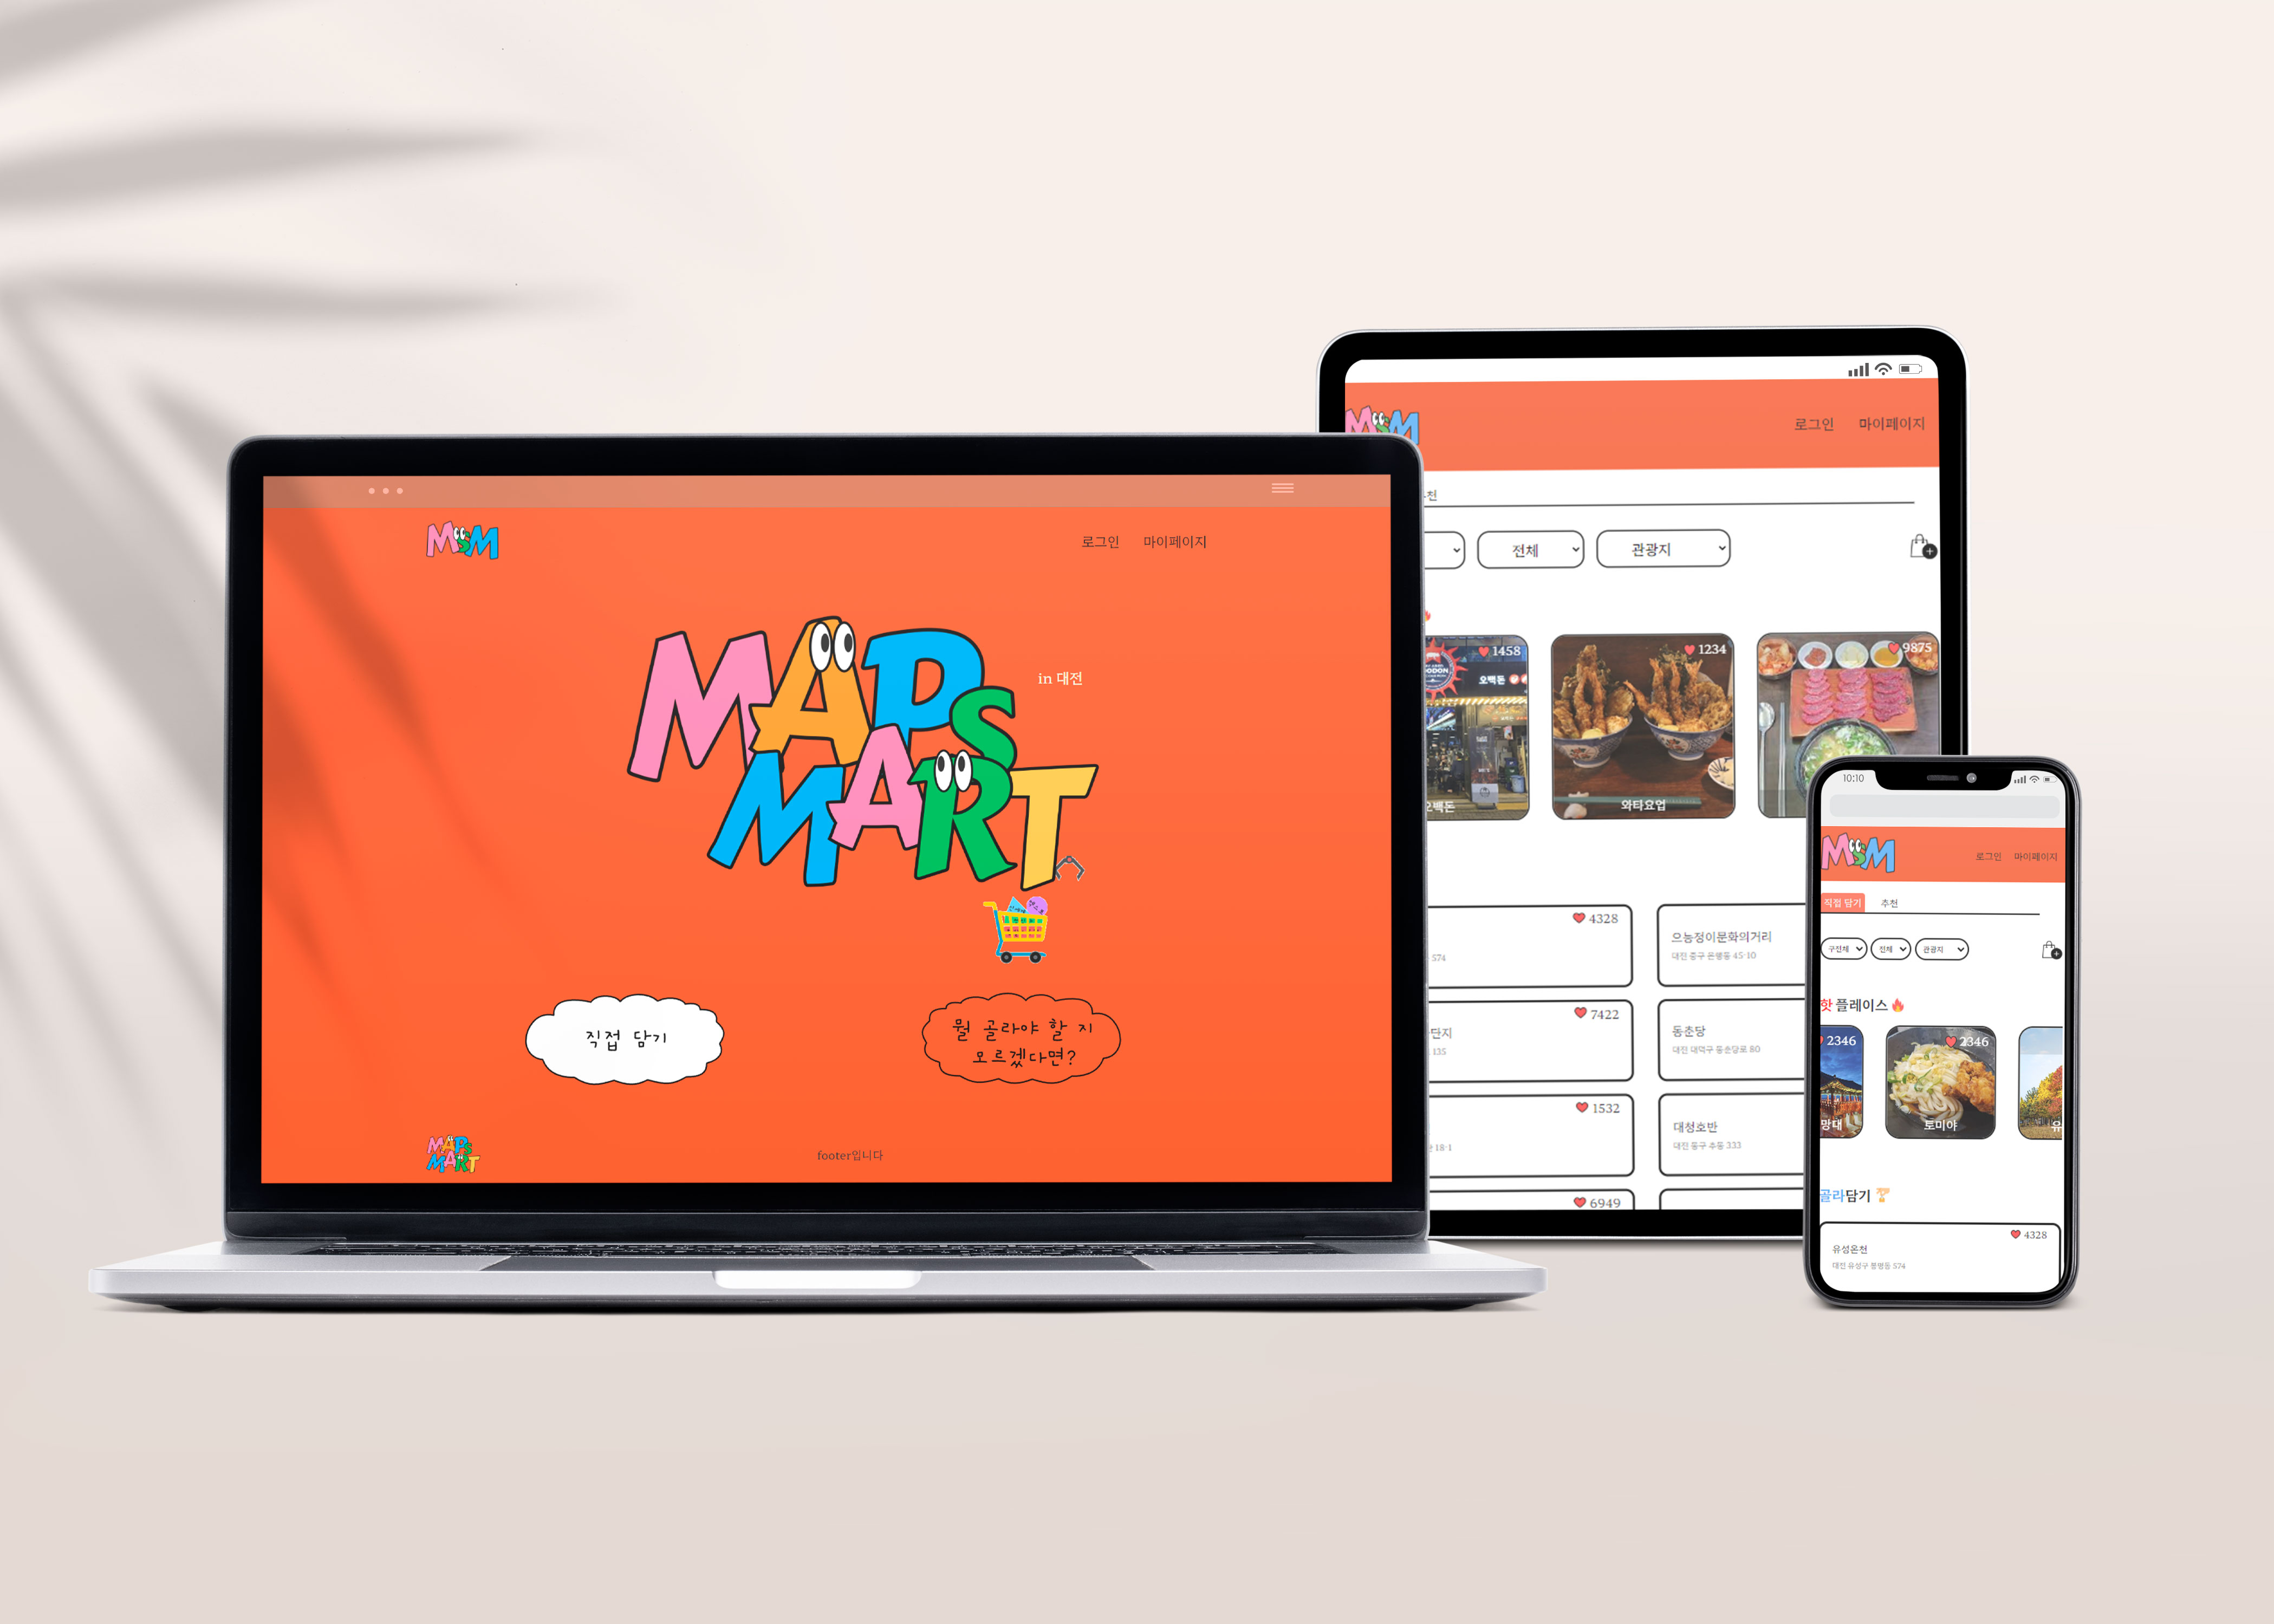 MSM
로그인 마이페이지
MAPS
MART
in 대전
직접 담기
뭘 골라야 할 지
모르겠다면?
MAPS
MART
footer입니다
MSM
로그인 마이페이지
전체 관광지
1458
오백돈
오백돈
1234
와타요업
9875
4328
574
으능정이문화의거리
대전 중구 은행동 45-10
7422
단지
135
동춘당
대전 대덕구 동춘당로 80
1532
18-1
대청호반
대전 동구 추동 333
6949
10:10
MSM
로그인 마이페이지
직접 담기 추천
구전체 전체 관광지
핫 플레이스
2346
망대
2346
토미야
유
골라담기
4328
유성온천
대전 유성구 봉명동 574